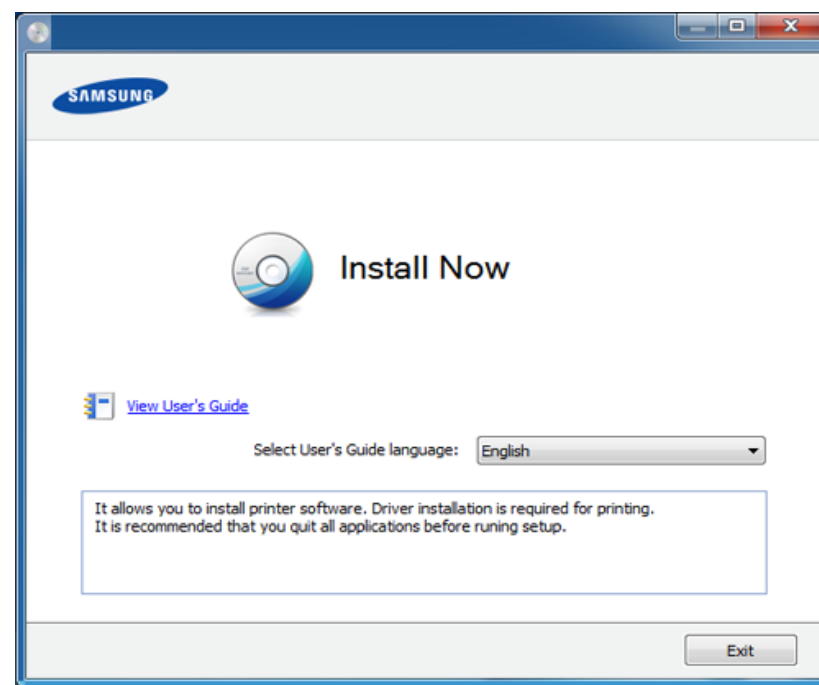 SAMSUNG
Install Now
View User's Guide
Select User's Guide language: English
It allows you to install printer software. Driver installation is required for printing.
It is recommended that you quit all applications before runing setup.
Exit